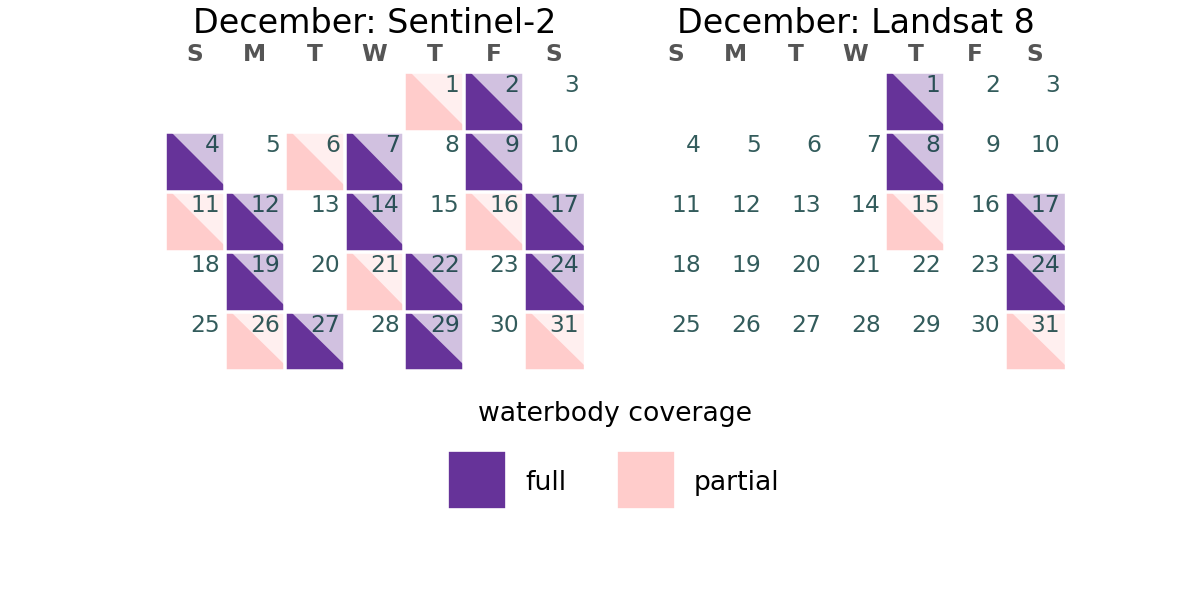 December: Sentinel-2
S M T W T F S
1 2 3
4 5 6 7 8 9 10
11 12 13 14 15 16 17
18 19 20 21 22 23 24
25 26 27 28 29 30 31
December: Landsat 8
S M T W T F S
1 2 3
4 5 6 7 8 9 10
11 12 13 14 15 16 17
18 19 20 21 22 23 24
25 26 27 28 29 30 31
waterbody coverage
full partial